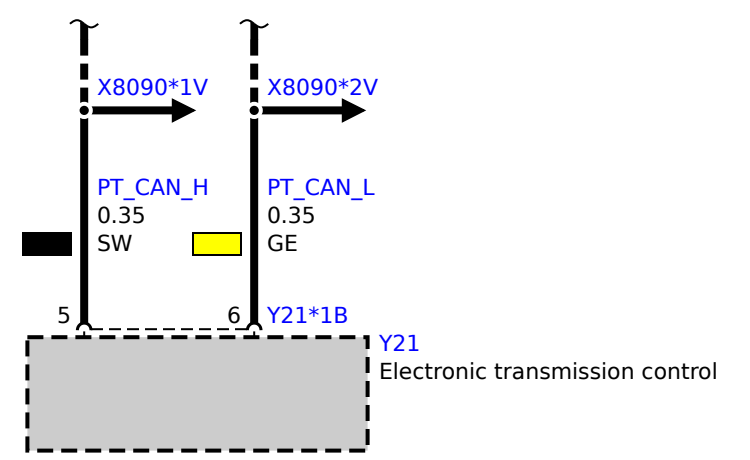 X8090*1V
X8090*2V
PT_CAN_H
0.35
SW
PT_CAN_L
0.35
GE
5
6
Y21*1B
Y21
Electronic transmission control